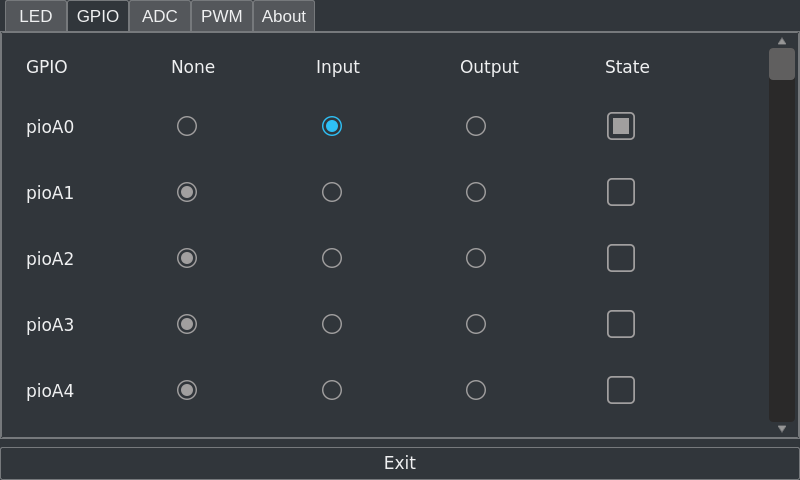 LED GPIO ADC PWM About
GPIO None Input Output State
pioA0
pioA1
pioA2
pioA3
pioA4
Exit